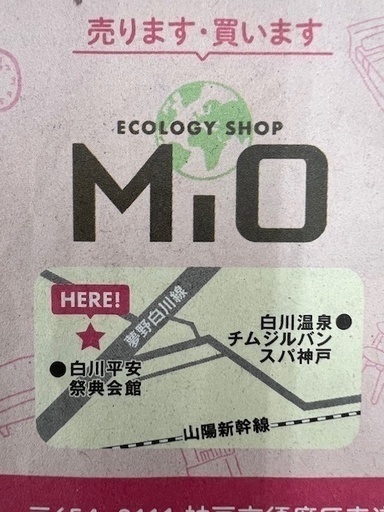 売ります・買います
ECOLOGY SHOP
MiO
HERE!
夢野白川線
白川平安
祭典会館
白川温泉
チムジルバン
スパ神戸
山陽新幹線